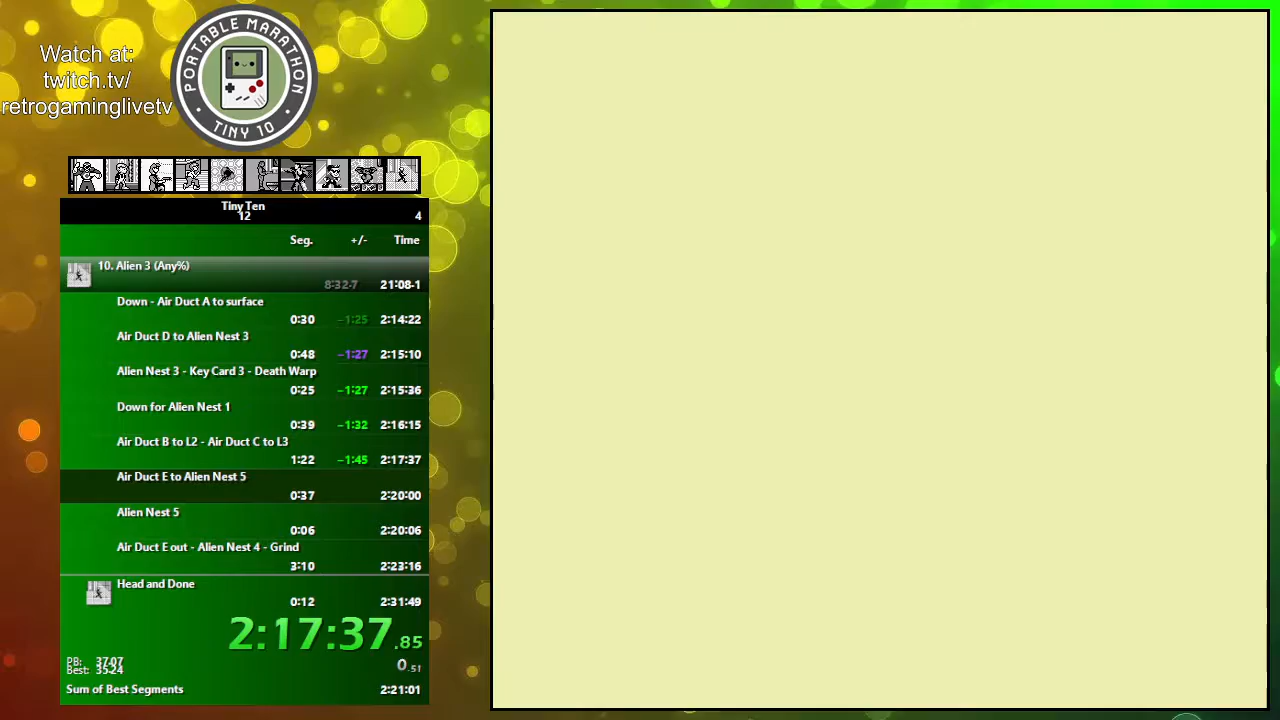 Watch at:
twitch.tv/
retrogaminglivetv
PORTABLE MARATHON
TINY 10
Tiny Ten
12 4
Seg. +/- Time
10. Alien 3 (Any%)
8:32.7 21:08.1
Down - Air Duct A to surface
0:30 -1:25 2:14:22
Air Duct D to Alien Nest 3
0:48 -1:27 2:15:10
Alien Nest 3 - Key Card 3 - Death Warp
0:25 -1:27 2:15:36
Down for Alien Nest 1
0:39 -1:32 2:16:15
Air Duct B to L2 - Air Duct C to L3
1:22 -1:45 2:17:37
Air Duct E to Alien Nest 5
0:37 2:20:00
Alien Nest 5
0:06 2:20:06
Air Duct E out - Alien Nest 4 - Grind
3:10 2:23:16
Head and Done
0:12 2:31:49
2:17:37.85
PB: 37.07
Best: 35.24
0.51
Sum of Best Segments 2:21:01